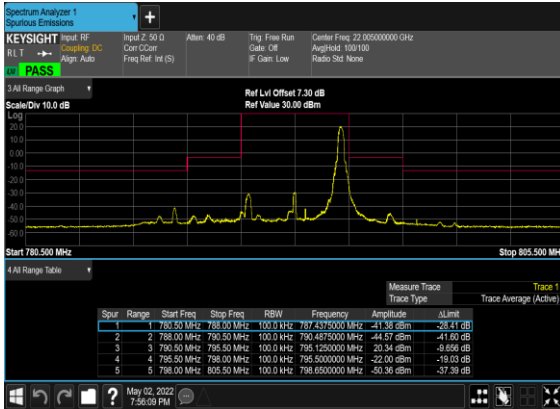 Spectrum Analyzer 1
Spurious Emissions
+
KEYSIGHT Input: RF Input Z: 50 Ω Atten: 40 dB Trig: Free Run Center Freq: 22.005000000 GHz
RLT Coupling: DC Corr CCorr Gate: Off Avg|Hold: 100/100
Align: Auto Freq Ref: Int (S) IF Gain: Low Radio Std: None
PASS
3 All Range Graph
Ref Lvl Offset 7.30 dB
Scale/Div 10.0 dB Ref Value 30.00 dBm
Log
20.0
10.0
0.00
-10.0
-20.0
-30.0
-40.0
-50.0
-60.0
Start 780.500 MHz Stop 805.500 MHz
4 All Range Table
Measure Trace Trace 1
Trace Type Trace Average (Active)
Spur Range Start Freq Stop Freq RBW Frequency Amplitude ΔLimit
1 1 780.50 MHz 788.00 MHz 100.0 kHz 787.4375000 MHz -41.38 dBm -28.41 dB
2 2 788.00 MHz 790.50 MHz 100.0 kHz 790.4875000 MHz -44.57 dBm -41.60 dB
3 3 790.50 MHz 795.50 MHz 100.0 kHz 795.1250000 MHz 20.34 dBm -9.656 dB
4 4 795.50 MHz 798.00 MHz 100.0 kHz 795.5000000 MHz -22.00 dBm -19.03 dB
5 5 798.00 MHz 805.50 MHz 100.0 kHz 798.6500000 MHz -50.36 dBm -37.39 dB
?
May 02, 2022
7:56:09 PM